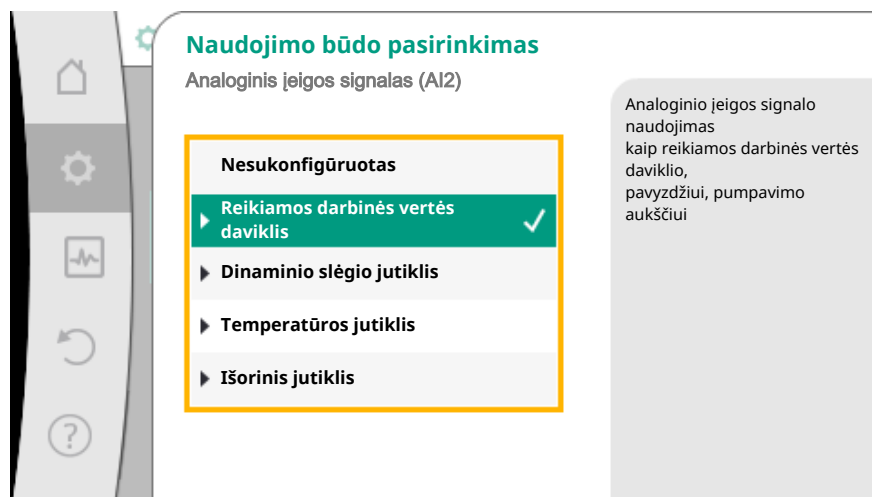 Naudojimo būdo pasirinkimas
Analoginis įeigos signalas (AI2)
Nesukonfigūruotas
Reikiamos darbinės vertės
daviklis
Dinaminio slėgio jutiklis
Temperatūros jutiklis
Išorinis jutiklis
Analoginio įeigos signalo
naudojimas
kaip reikiamos darbinės vertės
daviklio,
pavyzdžiui, pumpavimo
aukščiui